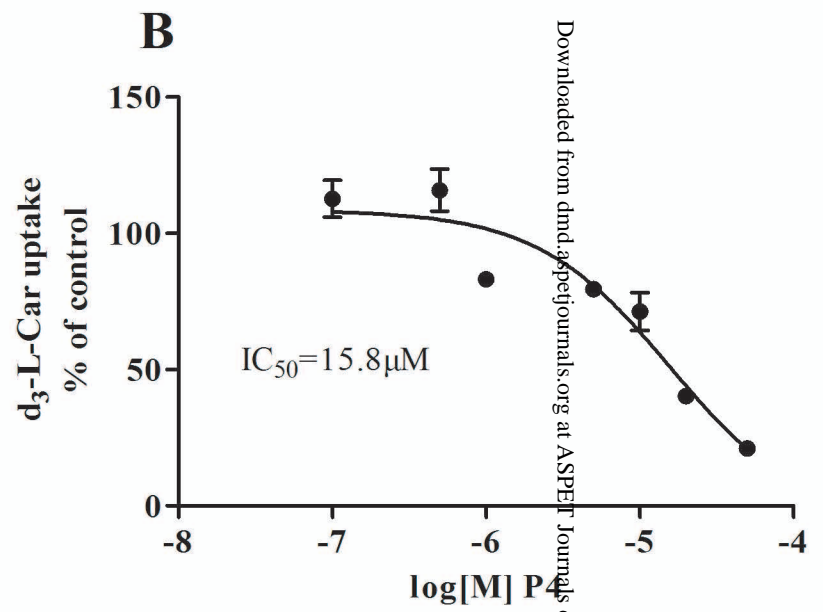 B
d₃-L-Car uptake
% of control
150
100
50
0
IC₅₀=15.8μM
-8
-7
-6
-5
-4
log[M] P4
Downloaded from dmd.aspetjournals.org at ASPET Journals